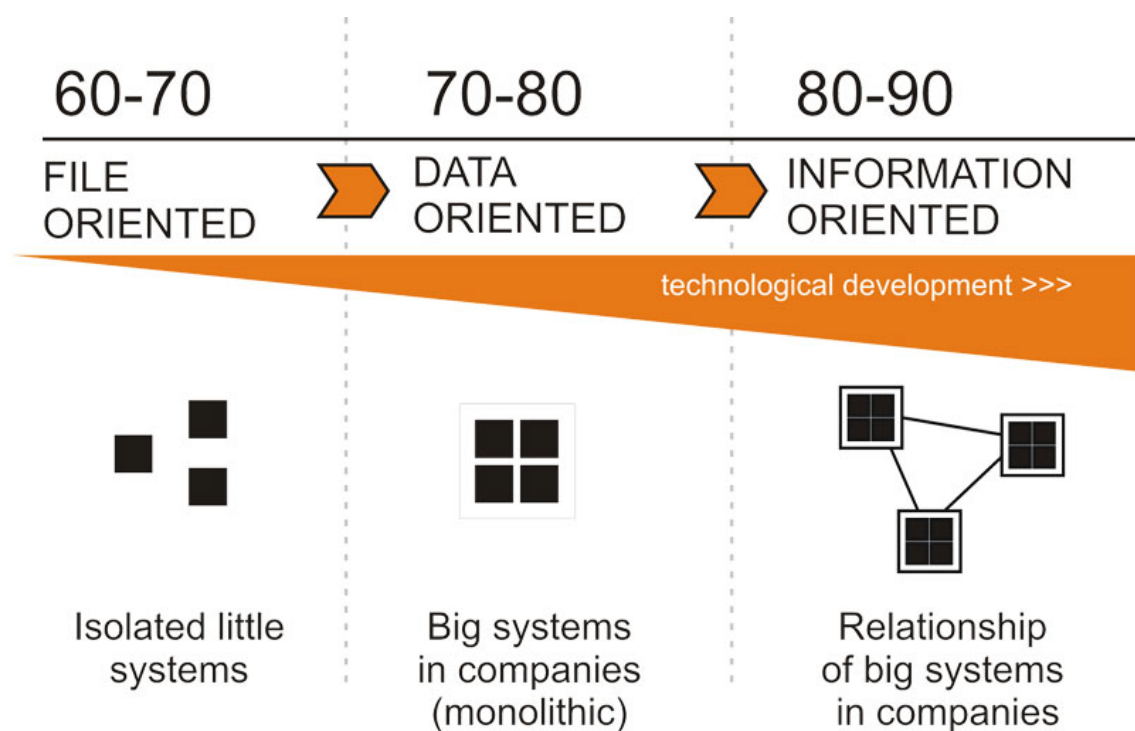 60-70
70-80
80-90
FILE
ORIENTED
DATA
ORIENTED
INFORMATION
ORIENTED
technological development >>>
Isolated little
systems
Big systems
in companies
(monolithic)
Relationship
of big systems
in companies